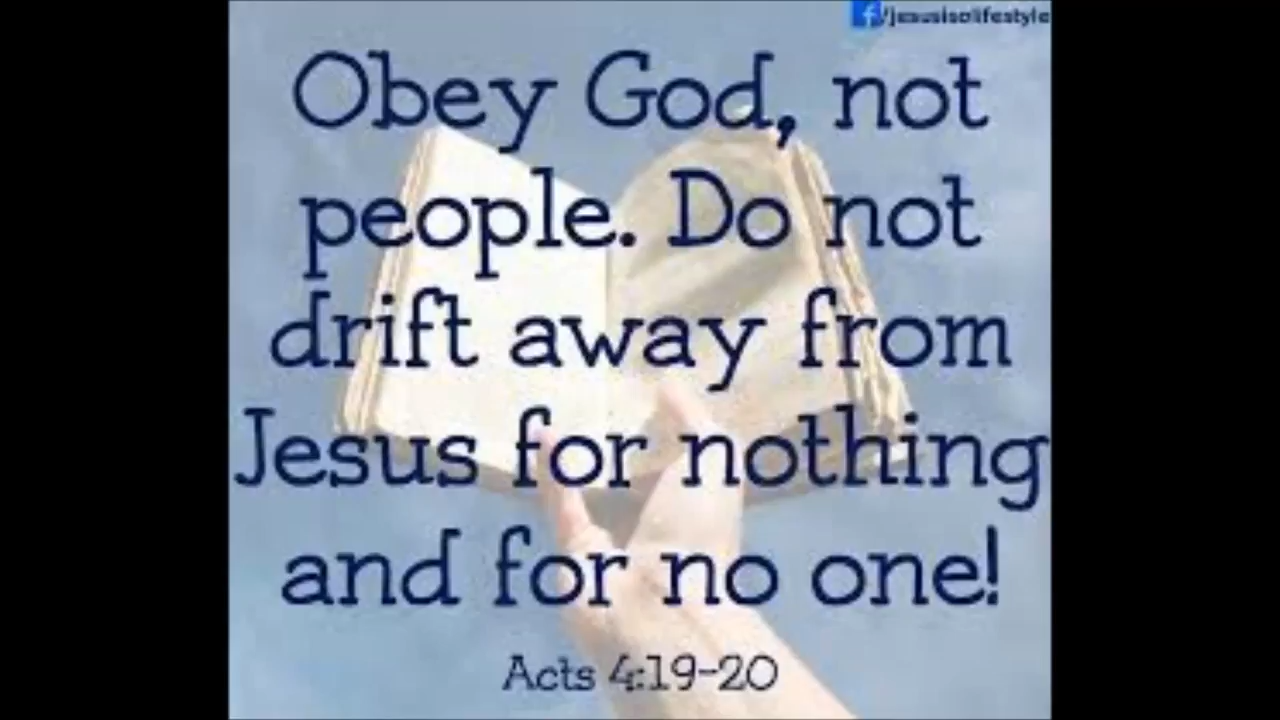 /jesusisolifestyle
Obey God, not
people. Do not
drift away from
Jesus for nothing
and for no one!
Acts 4:19-20